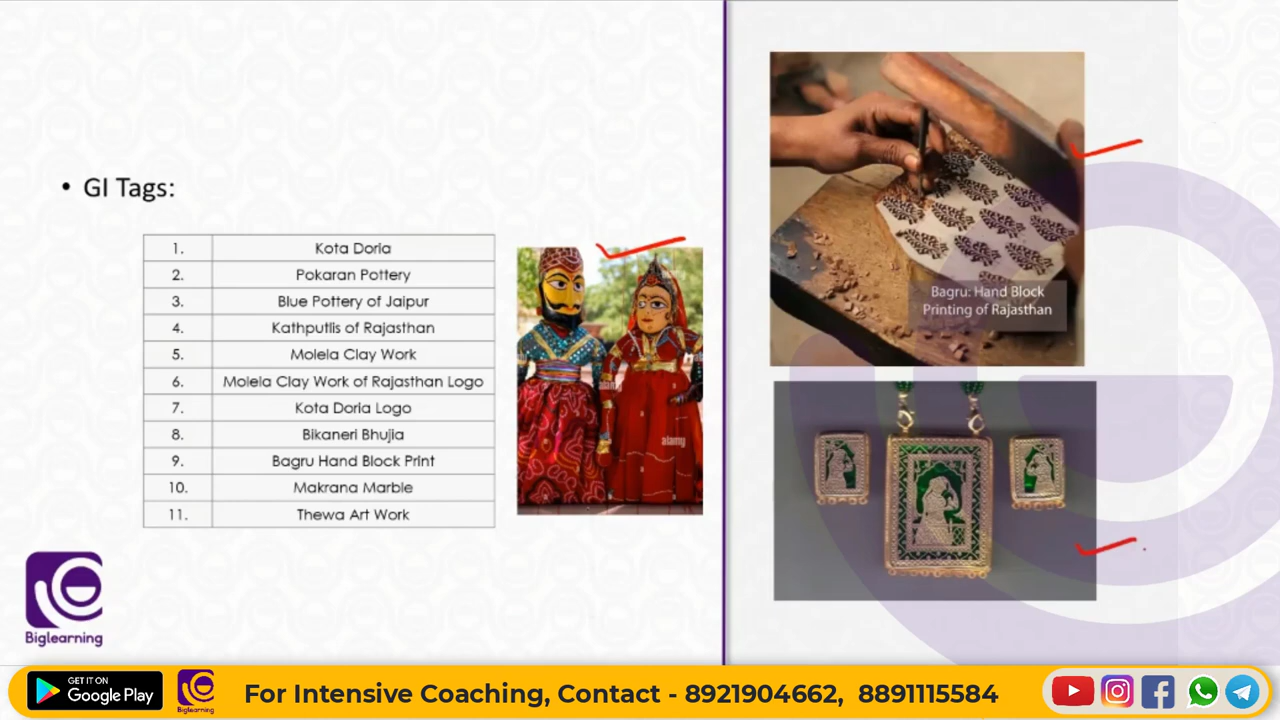 • GI Tags:
1. Kota Doria
2. Pokaran Pottery
3. Blue Pottery of Jaipur
4. Kathputlis of Rajasthan
5. Molela Clay Work
6. Molela Clay Work of Rajasthan Logo
7. Kota Doria Logo
8. Bikaneri Bhujia
9. Bagru Hand Block Print
10. Makrana Marble
11. Thewa Art Work
alamy
alamy
Bagru: Hand Block
Printing of Rajasthan
Biglearning
GET IT ON
Google Play
Biglearning
For Intensive Coaching, Contact - 8921904662, 8891115584